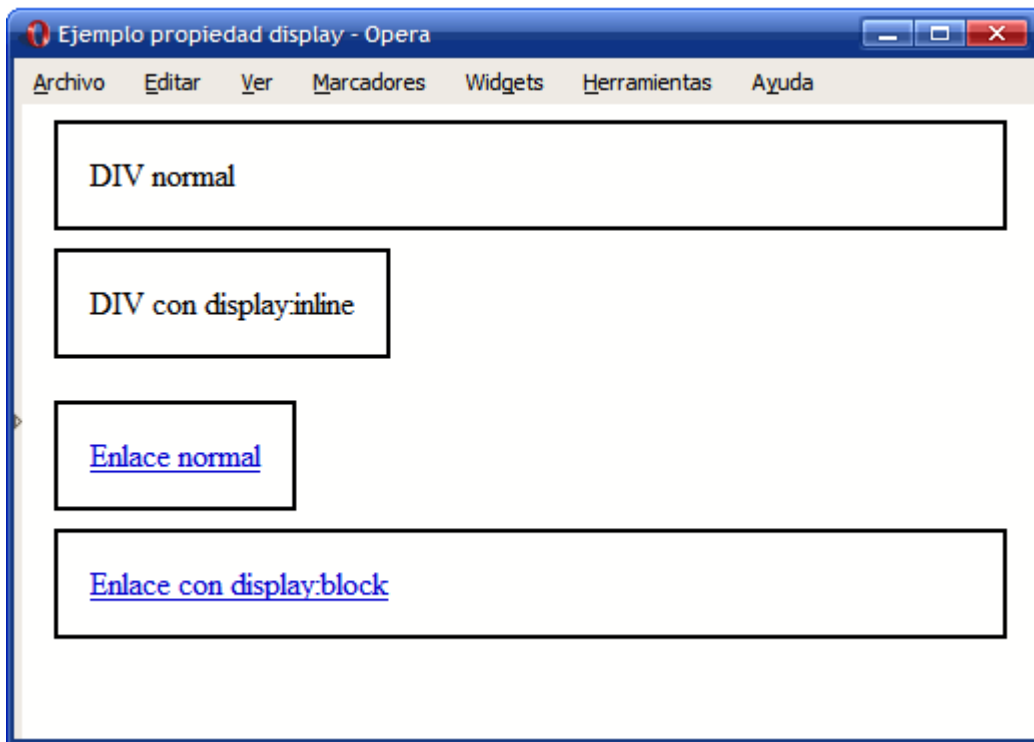 Ejemplo propiedad display - Opera
Archivo Editar Ver Marcadores Widgets Herramientas Ayuda
DIV normal
DIV con display:inline
Enlace normal
Enlace con display:block